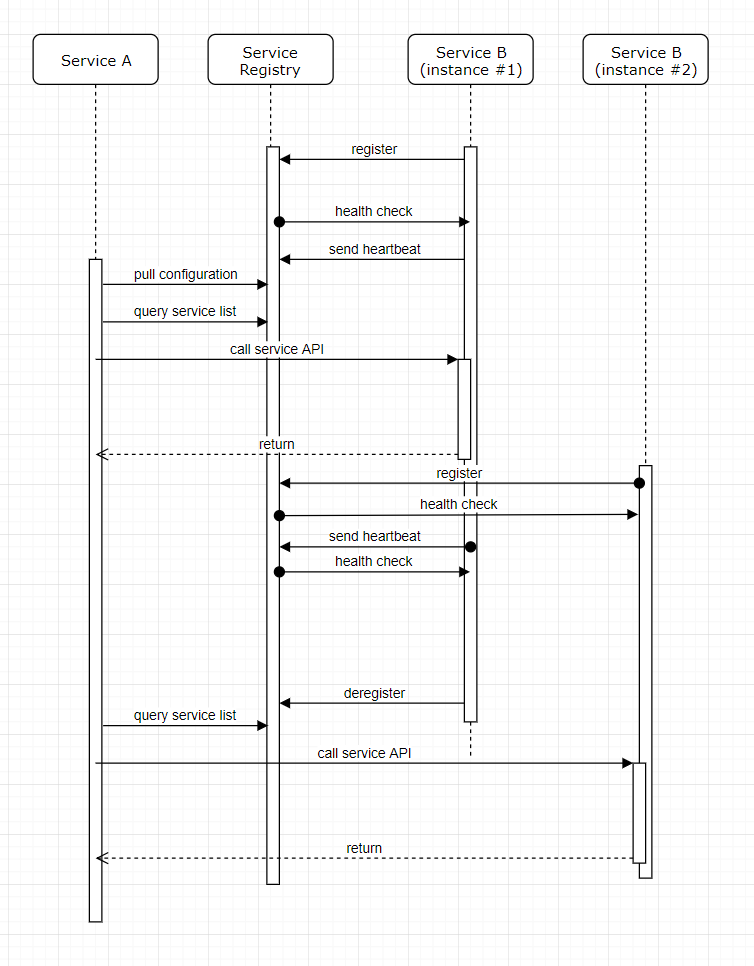 Service A
Service
Registry
Service B
(instance #1)
Service B
(instance #2)
register
health check
send heartbeat
pull configuration
query service list
call service API
return
register
health check
send heartbeat
health check
deregister
query service list
call service API
return